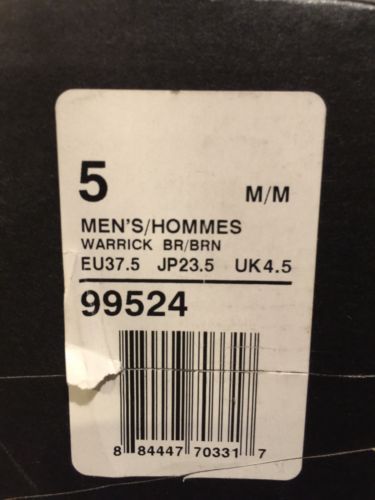 5 M/M
MEN'S/HOMMES
WARRICK BR/BRN
EU37.5 JP23.5 UK4.5
99524
8 84447 70331 7